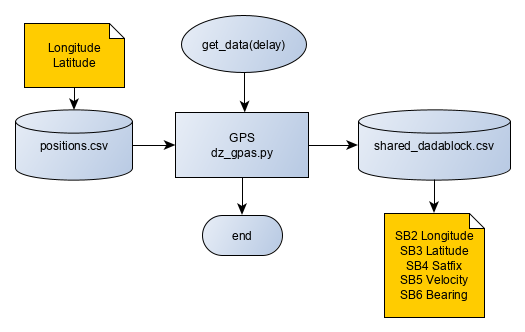 Longitude
Latitude
get_data(delay)
positions.csv
GPS
dz_gpas.py
shared_dadablock.csv
end
SB2 Longitude
SB3 Latitude
SB4 Satfix
SB5 Velocity
SB6 Bearing